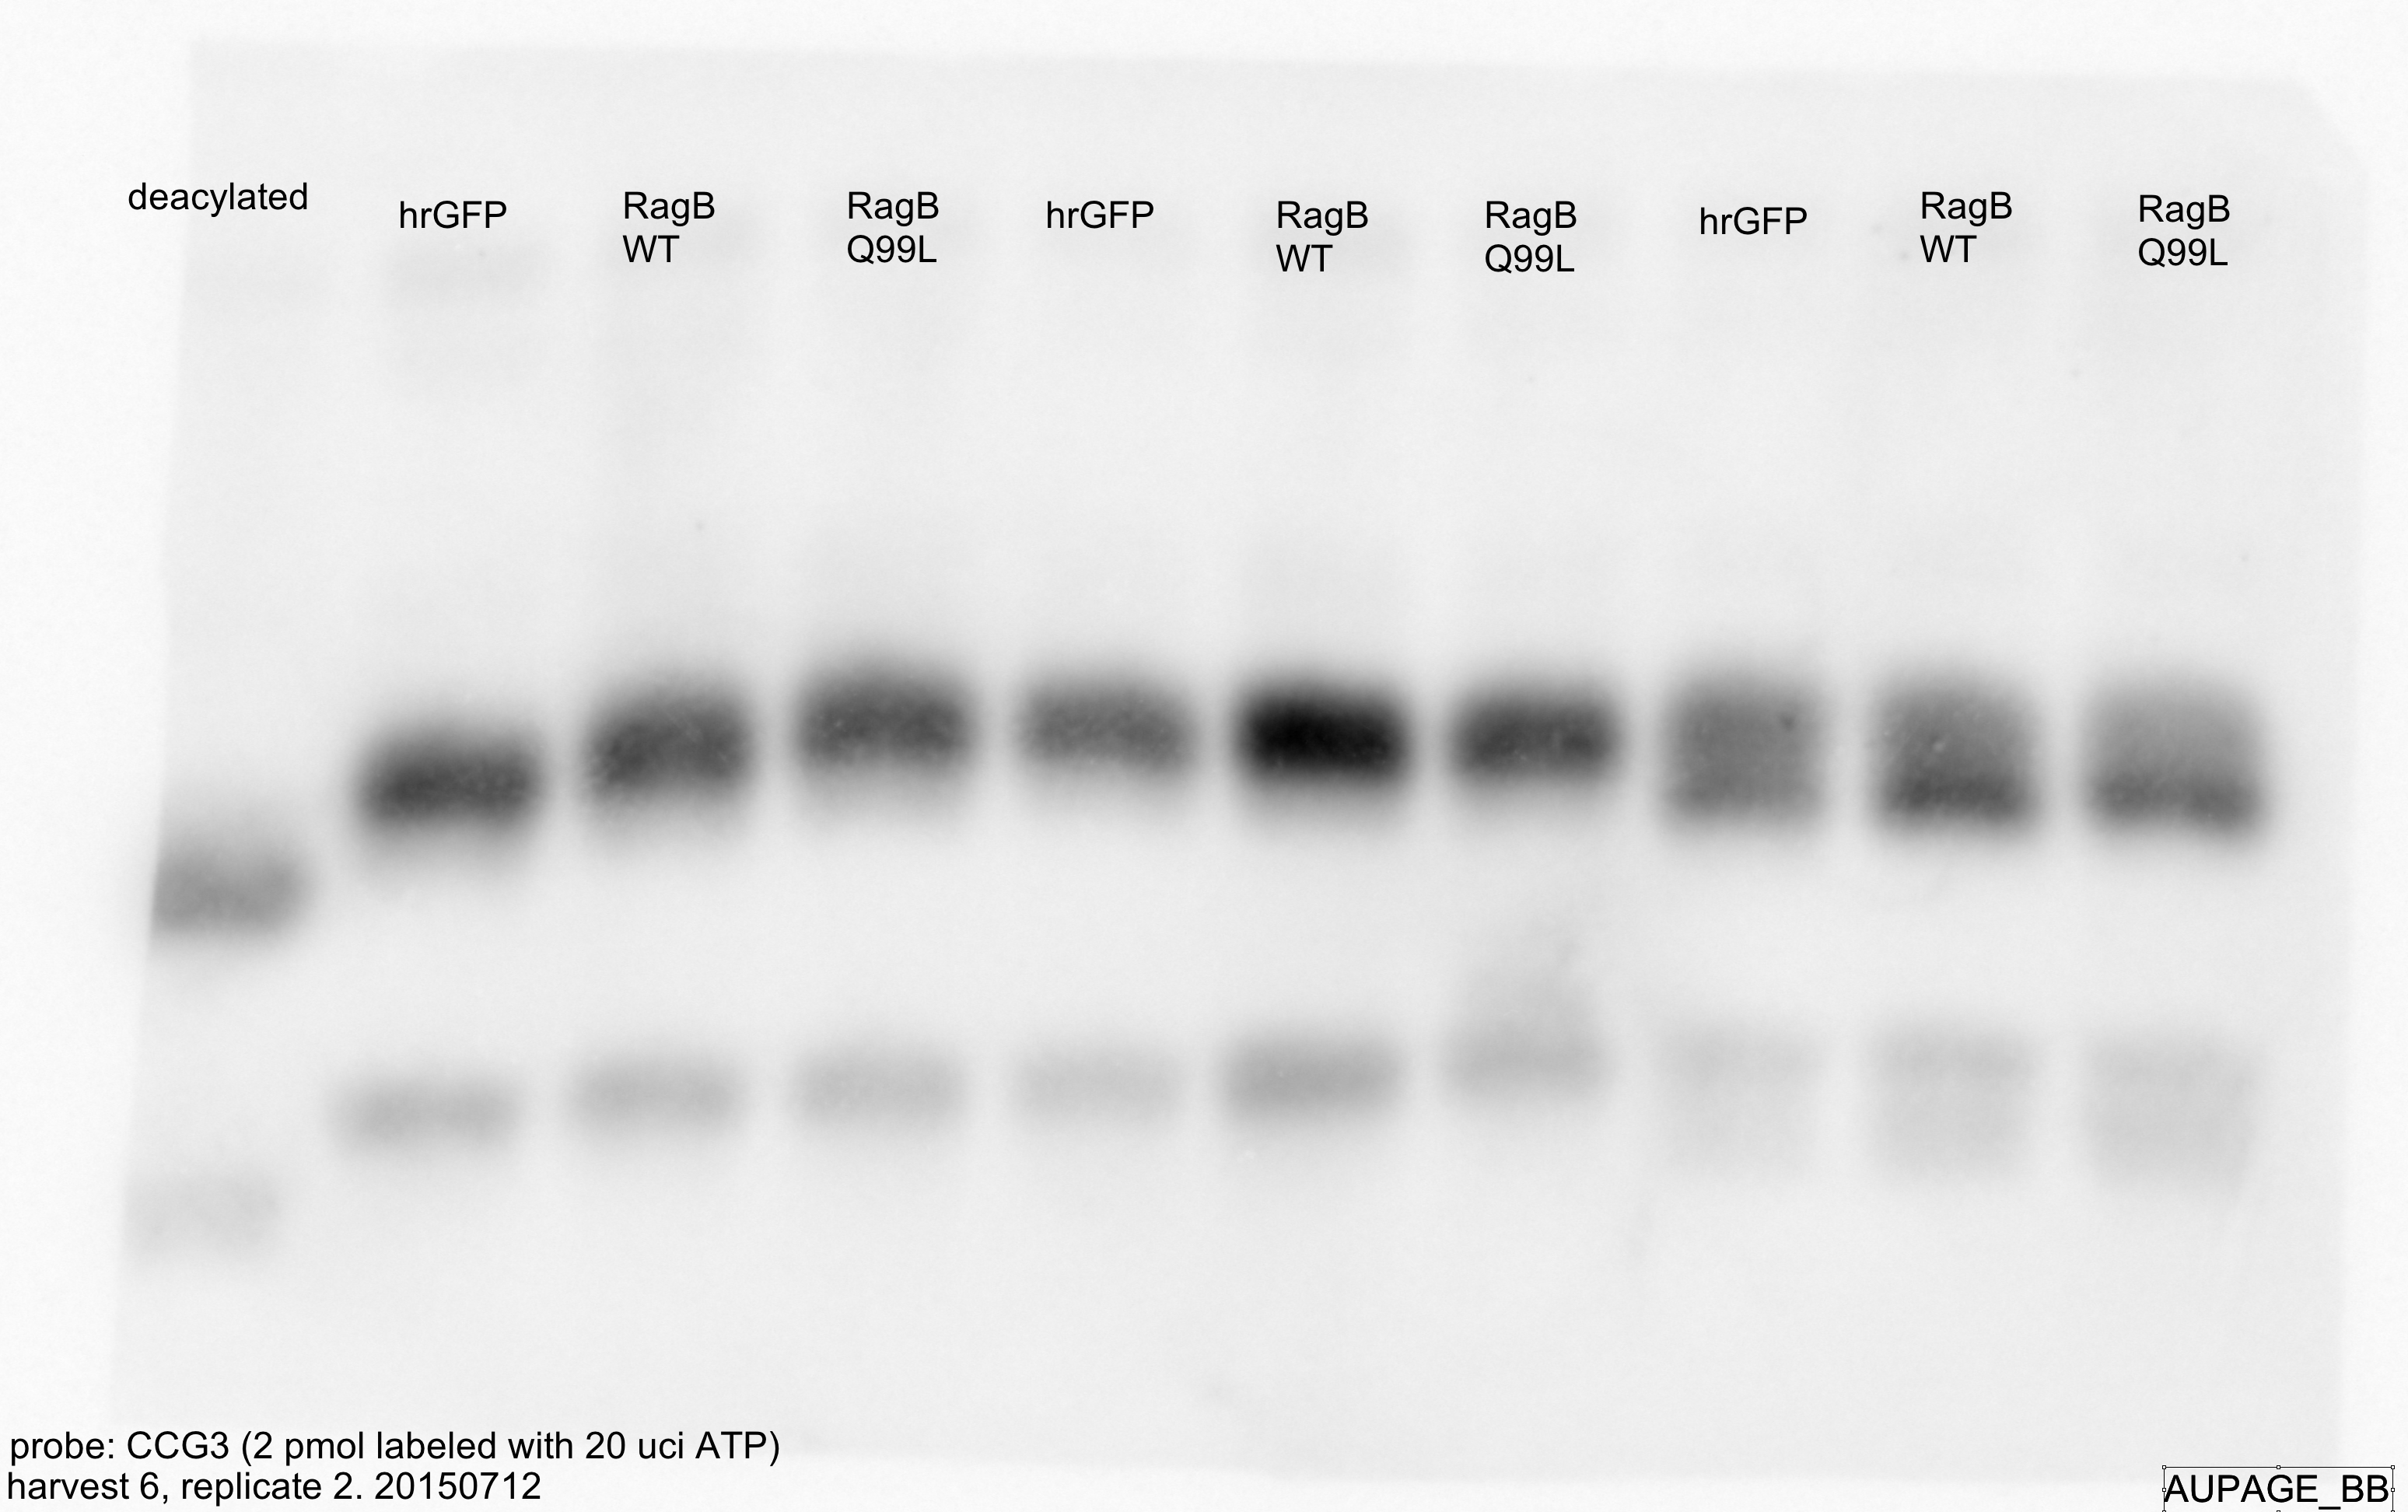 deacylated
hrGFP
RagB
WT
RagB
Q99L
hrGFP
RagB
WT
RagB
Q99L
hrGFP
RagB
WT
RagB
Q99L
probe: CCG3 (2 pmol labeled with 20 uci ATP)
harvest 6, replicate 2. 20150712
AUPAGE_BB